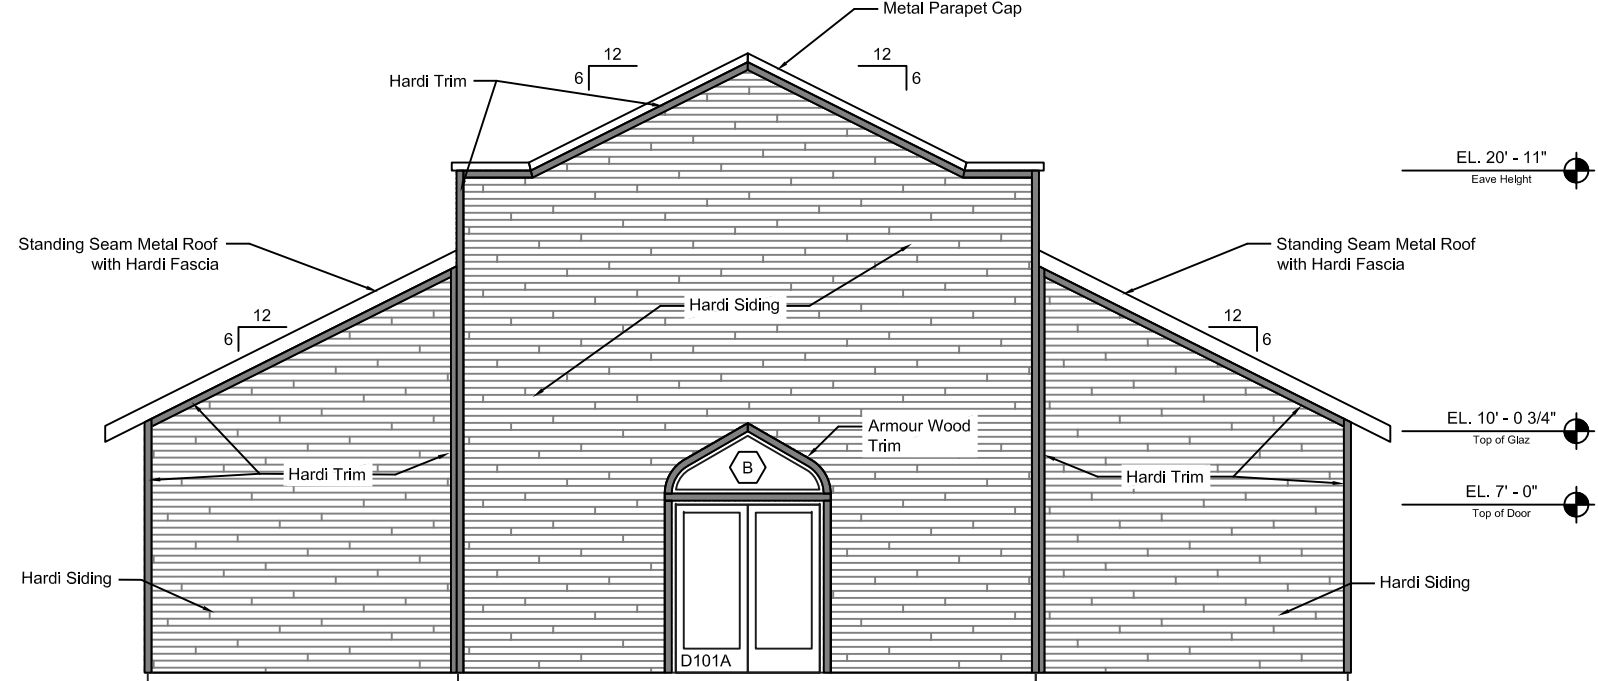 Metal Parapet Cap
12
6
12
6
Hardi Trim
EL. 20' - 11"
Eave Height
Standing Seam Metal Roof
with Hardi Fascia
Standing Seam Metal Roof
with Hardi Fascia
Hardi Siding
12
6
12
6
Armour Wood
Trim
EL. 10' - 0 3/4"
Top of Glaz
B
Hardi Trim
Hardi Trim
EL. 7' - 0"
Top of Door
Hardi Siding
Hardi Siding
D101A